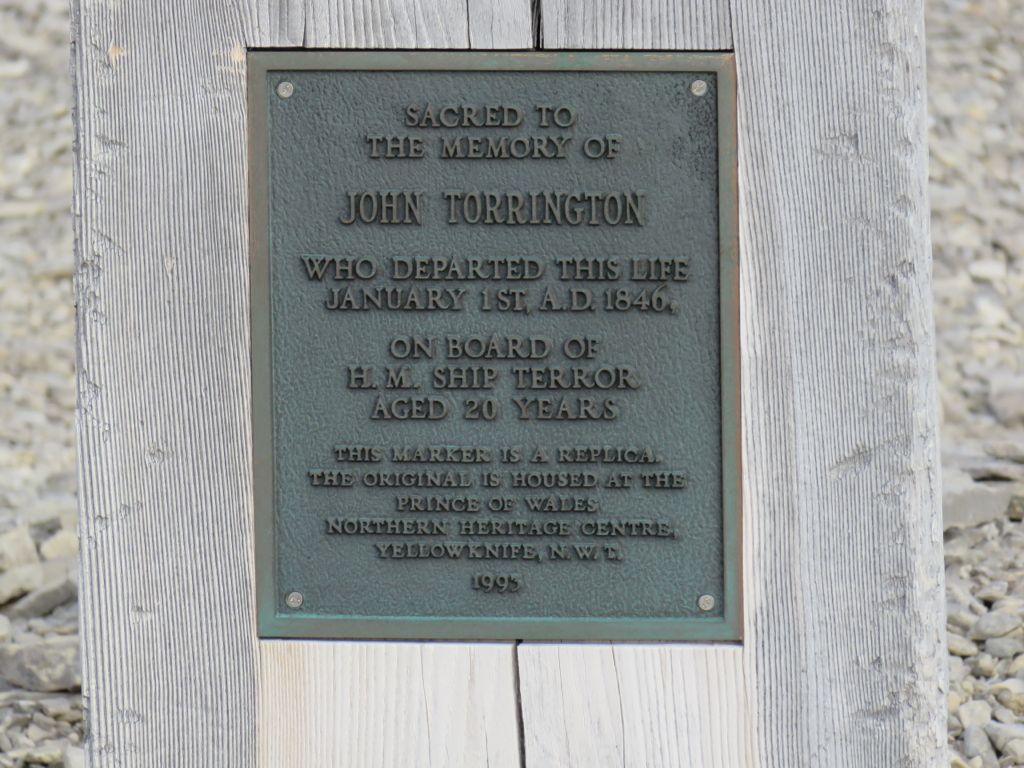 SACRED TO
THE MEMORY OF
JOHN TORRINGTON
WHO DEPARTED THIS LIFE
JANUARY 1ST, A.D. 1846,
ON BOARD OF
H. M. SHIP TERROR
AGED 20 YEARS
THIS MARKER IS A REPLICA.
THE ORIGINAL IS HOUSED AT THE
PRINCE OF WALES
NORTHERN HERITAGE CENTRE,
YELLOWKNIFE, N.W.T.
1993